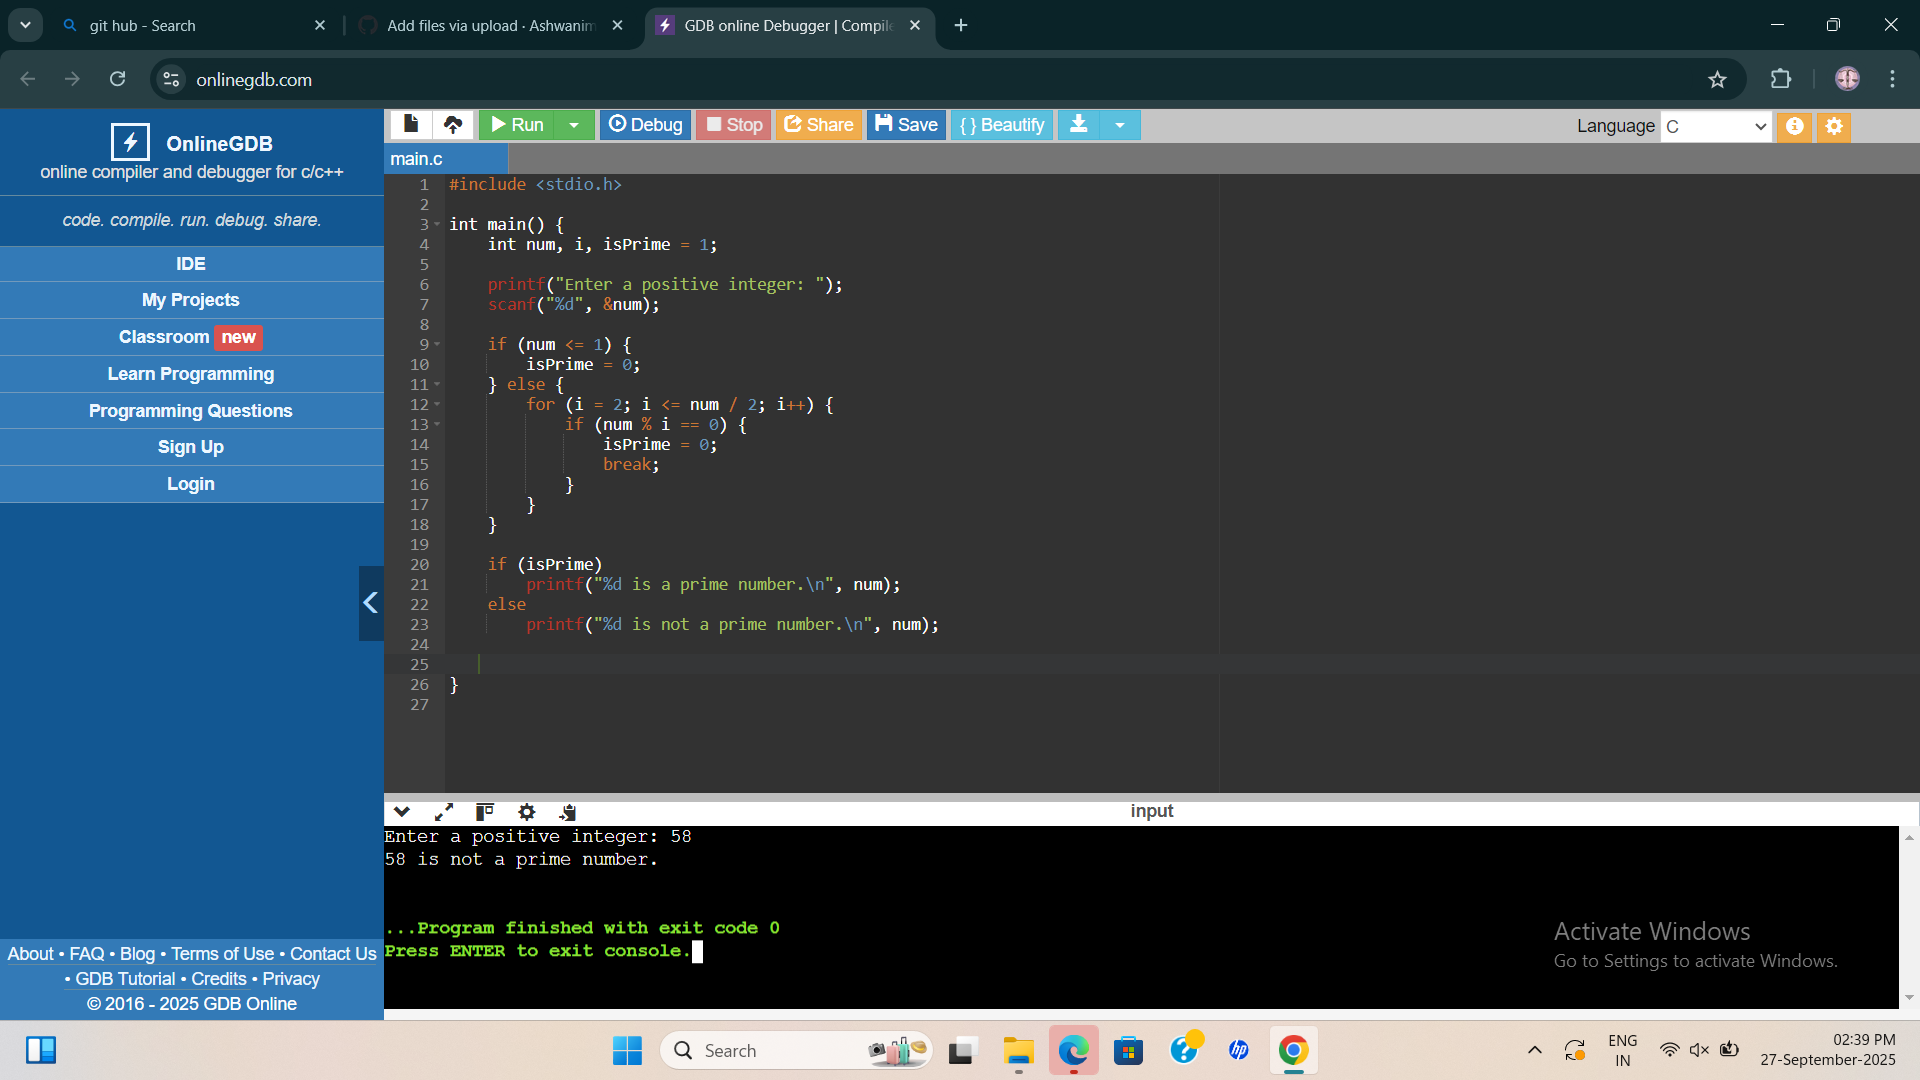 git hub - Search
Add files via upload · Ashwanim
GDB online Debugger | Compile
onlinegdb.com
OnlineGDB
online compiler and debugger for c/c++
code. compile. run. debug. share.
IDE
My Projects
Classroom new
Learn Programming
Programming Questions
Sign Up
Login
About • FAQ • Blog • Terms of Use • Contact Us
• GDB Tutorial • Credits • Privacy
© 2016 - 2025 GDB Online
Run Debug Stop Share Save { } Beautify Language C
main.c
1 #include <stdio.h>
2
3 int main() {
4     int num, i, isPrime = 1;
5
6     printf("Enter a positive integer: ");
7     scanf("%d", &num);
8
9     if (num <= 1) {
10         isPrime = 0;
11     } else {
12         for (i = 2; i <= num / 2; i++) {
13             if (num % i == 0) {
14                 isPrime = 0;
15                 break;
16             }
17         }
18     }
19
20     if (isPrime)
21         printf("%d is a prime number.\n", num);
22     else
23         printf("%d is not a prime number.\n", num);
24
25
26 }
27
input
Enter a positive integer: 58
58 is not a prime number.
...Program finished with exit code 0
Press ENTER to exit console.
Activate Windows
Go to Settings to activate Windows.
Search
hp
ENG
IN
02:39 PM
27-September-2025